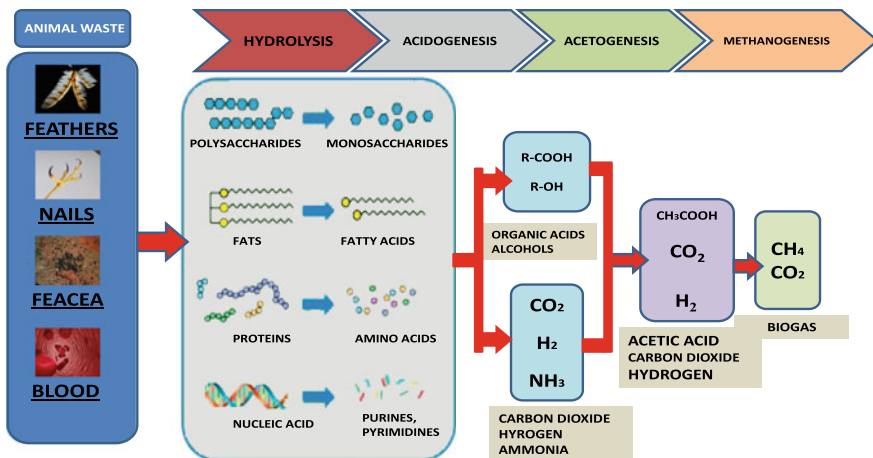 ANIMAL WASTE
FEATHERS
NAILS
FEACEA
BLOOD
HYDROLYSIS
ACIDOGENESIS
ACETOGENESIS
METHANOGENESIS
POLYSACCHARIDES
MONOSACCHARIDES
FATS
FATTY ACIDS
PROTEINS
AMINO ACIDS
NUCLEIC ACID
PURINES,
PYRIMIDINES
R-COOH
R-OH
ORGANIC ACIDS
ALCOHOLS
CO₂
H₂
NH₃
CARBON DIOXIDE
HYROGEN
AMMONIA
CH₃COOH
CO₂
H₂
ACETIC ACID
CARBON DIOXIDE
HYDROGEN
CH₄
CO₂
BIOGAS